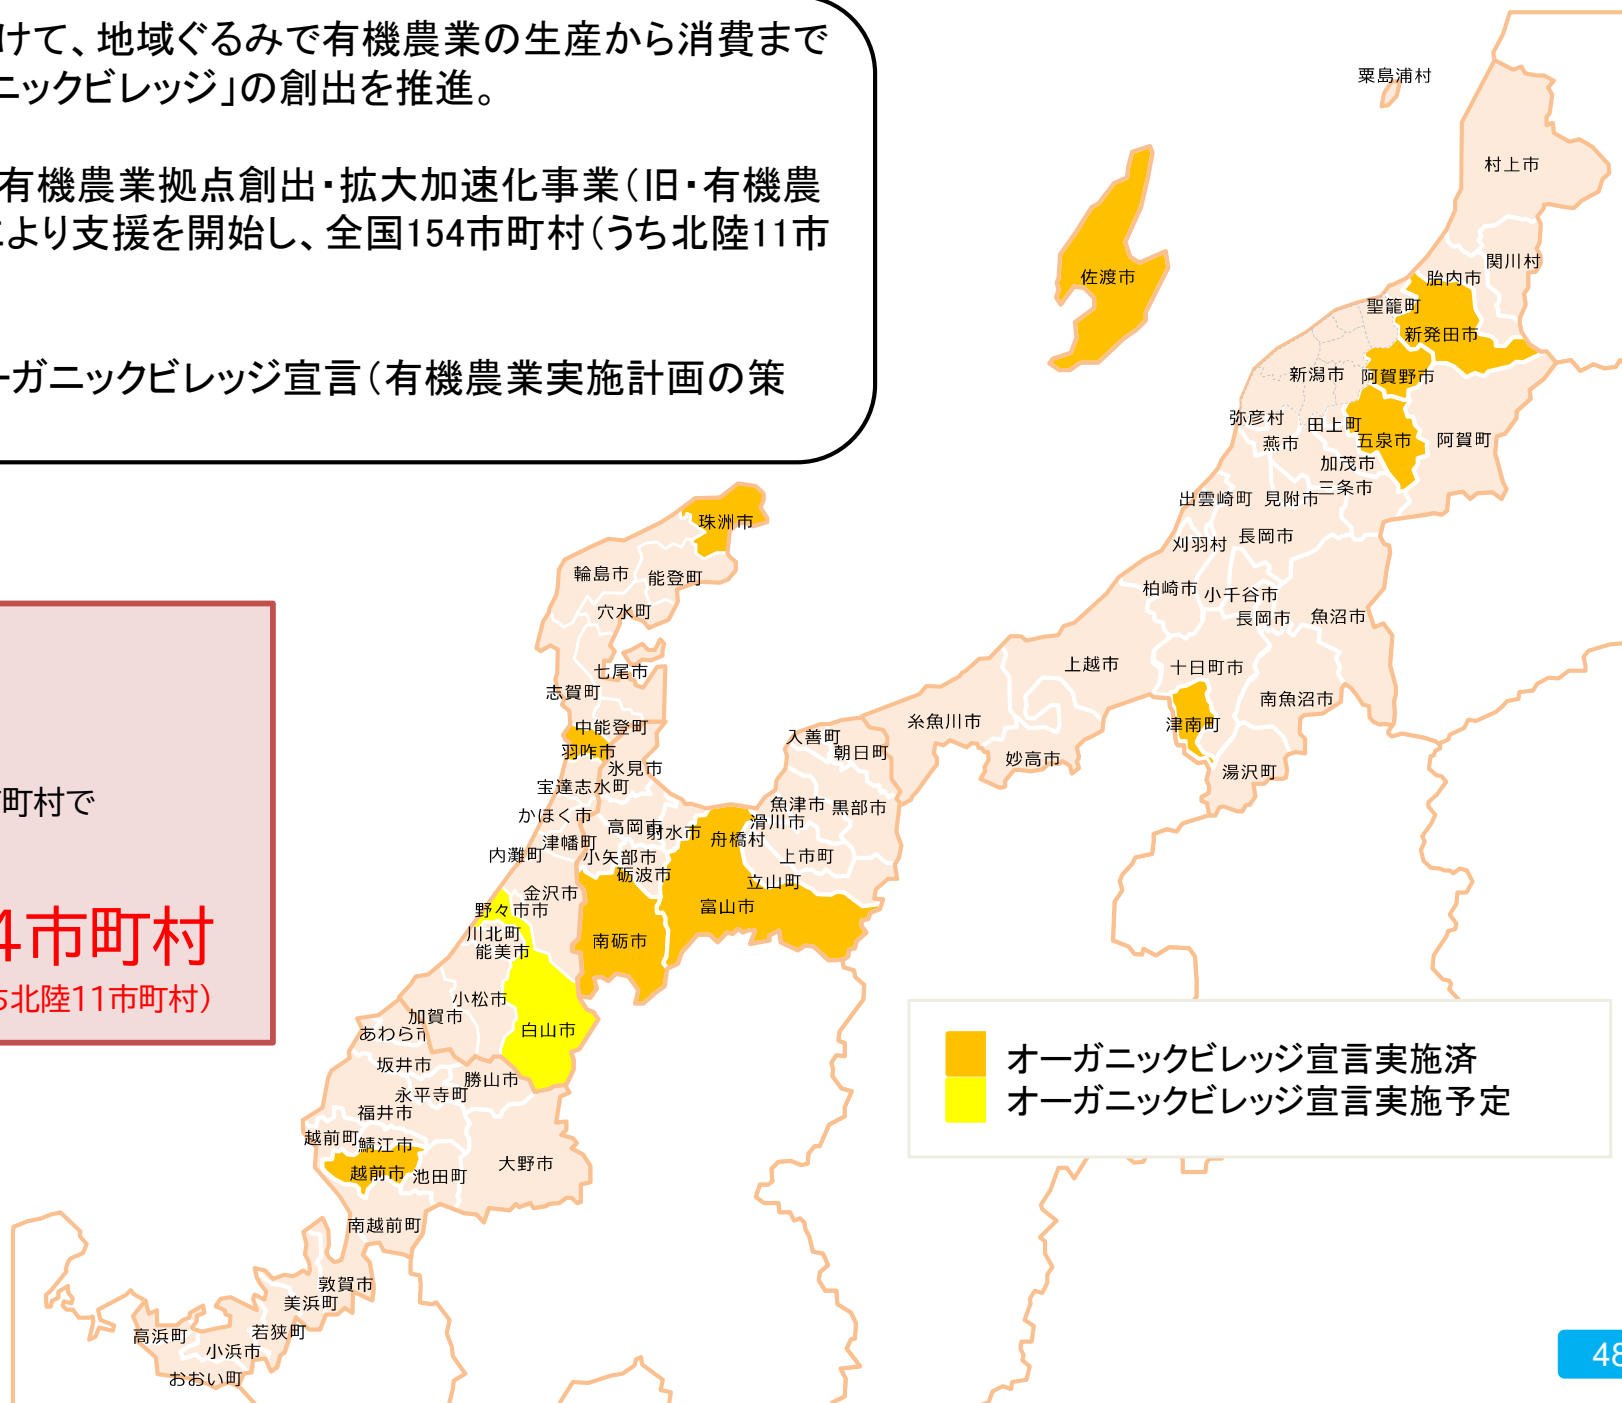 けて、地域ぐるみで有機農業の生産から消費まで
ニックビレッジ」の創出を推進。
有機農業拠点創出・拡大加速化事業（旧・有機農
より支援を開始し、全国154市町村（うち北陸11市
ーガニックビレッジ宣言（有機農業実施計画の策
町村で
4市町村
ち北陸11市町村）
粟島浦村
村上市
関川村
胎内市
佐渡市
聖籠町
新発田市
新潟市
阿賀野市
弥彦村
田上町
燕市
五泉市
阿賀町
加茂市
三条市
出雲崎町
見附市
長岡市
刈羽村
柏崎市
小千谷市
長岡市
魚沼市
上越市
十日町市
南魚沼市
津南町
湯沢町
糸魚川市
妙高市
珠洲市
輪島市
能登町
穴水町
七尾市
志賀町
中能登町
羽咋市
氷見市
宝達志水町
かほく市
津幡町
内灘町
金沢市
野々市市
川北町
能美市
小松市
加賀市
白山市
入善町
朝日町
魚津市
黒部市
滑川市
高岡市
射水市
舟橋村
上市町
小矢部市
砺波市
立山町
富山市
南砺市
あわら市
坂井市
勝山市
永平寺町
福井市
越前町
鯖江市
越前市
池田町
大野市
南越前町
敦賀市
美浜町
若狭町
高浜町
小浜市
おおい町
オーガニックビレッジ宣言実施済
オーガニックビレッジ宣言実施予定
48